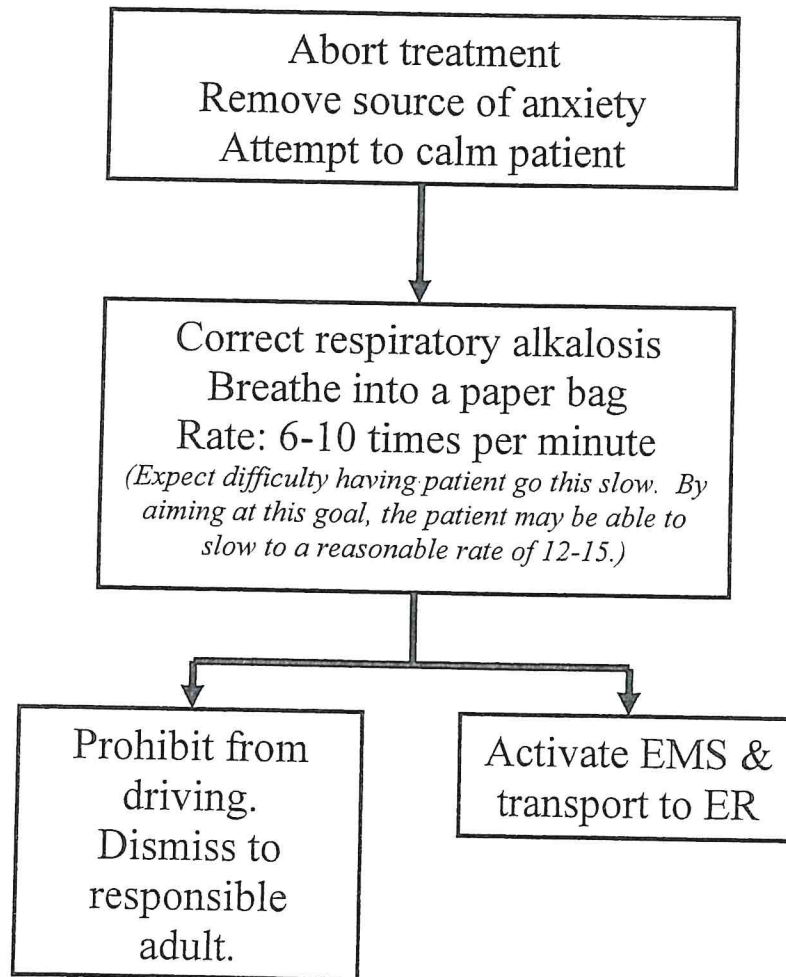 Abort treatment
Remove source of anxiety
Attempt to calm patient
Correct respiratory alkalosis
Breathe into a paper bag
Rate: 6-10 times per minute
(Expect difficulty having patient go this slow. By
aiming at this goal, the patient may be able to
slow to a reasonable rate of 12-15.)
Prohibit from
driving.
Dismiss to
responsible
adult.
Activate EMS &
transport to ER